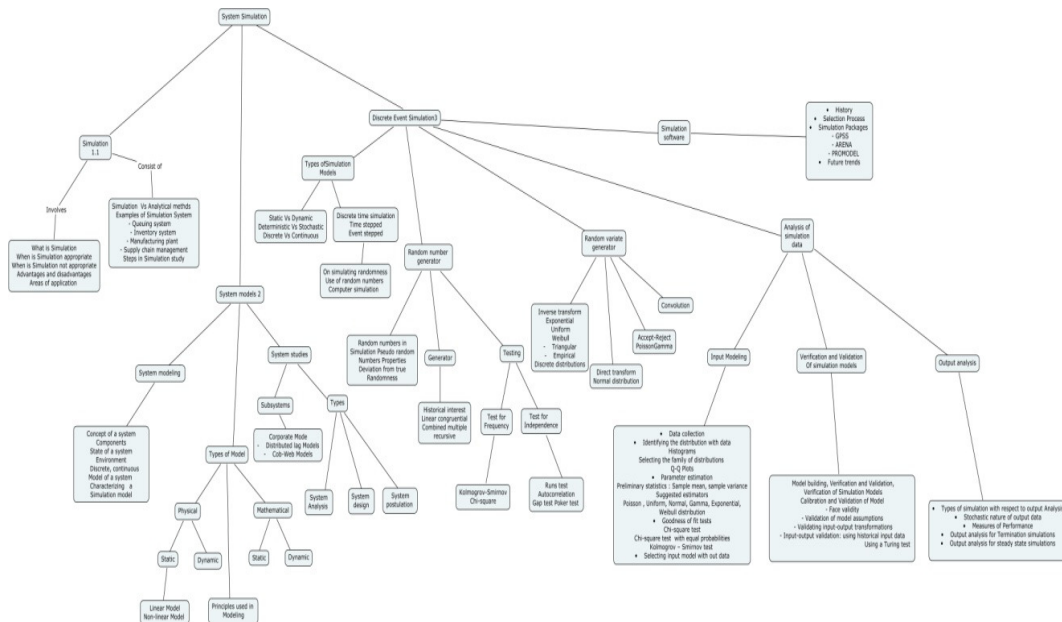 System Simulation
Simulation
1.1
Involves
Consist of
What is Simulation
When is Simulation appropriate
When is Simulation not appropriate
Advantages and disadvantages
Areas of application
Simulation Vs Analytical methds
Examples of Simulation System
- Queuing system
- Inventory system
- Manufacturing plant
- Supply chain management
Steps in Simulation study
System models 2
System modeling
Concept of a system
Components
State of a system
Environment
Discrete, continuous
Model of a system
Characterizing a
Simulation model
Types of Model
Physical
Static
Linear Model
Non-linear Model
Dynamic
Mathematical
Static
Dynamic
Principles used in
Modeling
System studies
Subsystems
Corporate Mode
- Distributed lag Models
- Cob-Web Models
Types
System
Analysis
System
design
System
postulation
Discrete Event Simulation3
Types ofSimulation
Models
Static Vs Dynamic
Deterministic Vs Stochastic
Discrete Vs Continuous
Discrete time simulation
Time stepped
Event stepped
On simulating randomness
Use of random numbers
Computer simulation
Random number
generator
Random numbers in
Simulation Pseudo random
Numbers Properties
Deviation from true
Randomness
Generator
Historical interest
Linear congruential
Combined multiple
recursive
Testing
Test for
Frequency
Kolmogrov-Smirnov
Chi-square
Test for
Independence
Runs test
Autocorrelation
Gap test Poker test
Random variate
generator
Inverse transform
Exponential
Uniform
Weibull
- Triangular
- Empirical
Discrete distributions
Direct transform
Normal distribution
Accept-Reject
PoissonGamma
Convolution
Simulation
software
• History
• Selection Process
• Simulation Packages
- GPSS
- ARENA
- PROMODEL
• Future trends
Analysis of
simulation
data
Input Modeling
• Data collection
• Identifying the distribution with data
Histograms
Selecting the family of distributions
Q-Q Plots
• Parameter estimation
Preliminary statistics : Sample mean, sample variance
Suggested estimators
Poisson , Uniform, Normal, Gamma, Exponential,
Weibull distribution
• Goodness of fit tests
Chi-square test
Chi-square test with equal probabilities
Kolmogrov – Smirnov test
• Selecting input model with out data
Verification and Validation
Of simulation models
Model building, Verification and Validation,
Verification of Simulation Models
Calibration and Validation of Model
- Face validity
- Validation of model assumptions
- Validating input-output transformations
- Input-output validation: using historical input data
Using a Turing test
Output analysis
• Types of simulation with respect to output Analysis
• Stochastic nature of output data
• Measures of Performance
• Output analysis for Termination simulations
• Output analysis for steady state simulations